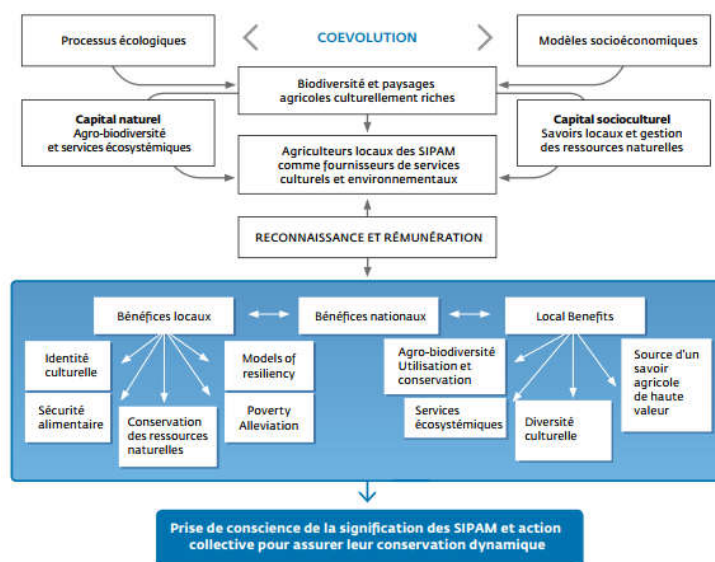 Processus écologiques
COEVOLUTION
Modèles socioéconomiques
Biodiversité et paysages
agricoles culturellement riches
Capital naturel
Agro-biodiversité
et services écosystémiques
Capital socioculturel
Savoirs locaux et gestion
des ressources naturelles
Agriculteurs locaux des SIPAM
comme fournisseurs de services
culturels et environnementaux
RECONNAISSANCE ET RÉMUNÉRATION
Bénéfices locaux
Bénéfices nationaux
Local Benefits
Identité
culturelle
Models of
resiliency
Sécurité
alimentaire
Conservation
des ressources
naturelles
Poverty
Alleviation
Agro-biodiversité
Utilisation et
conservation
Services
écosystémiques
Diversité
culturelle
Source d'un
savoir
agricole
de haute
valeur
Prise de conscience de la signification des SIPAM et action
collective pour assurer leur conservation dynamique